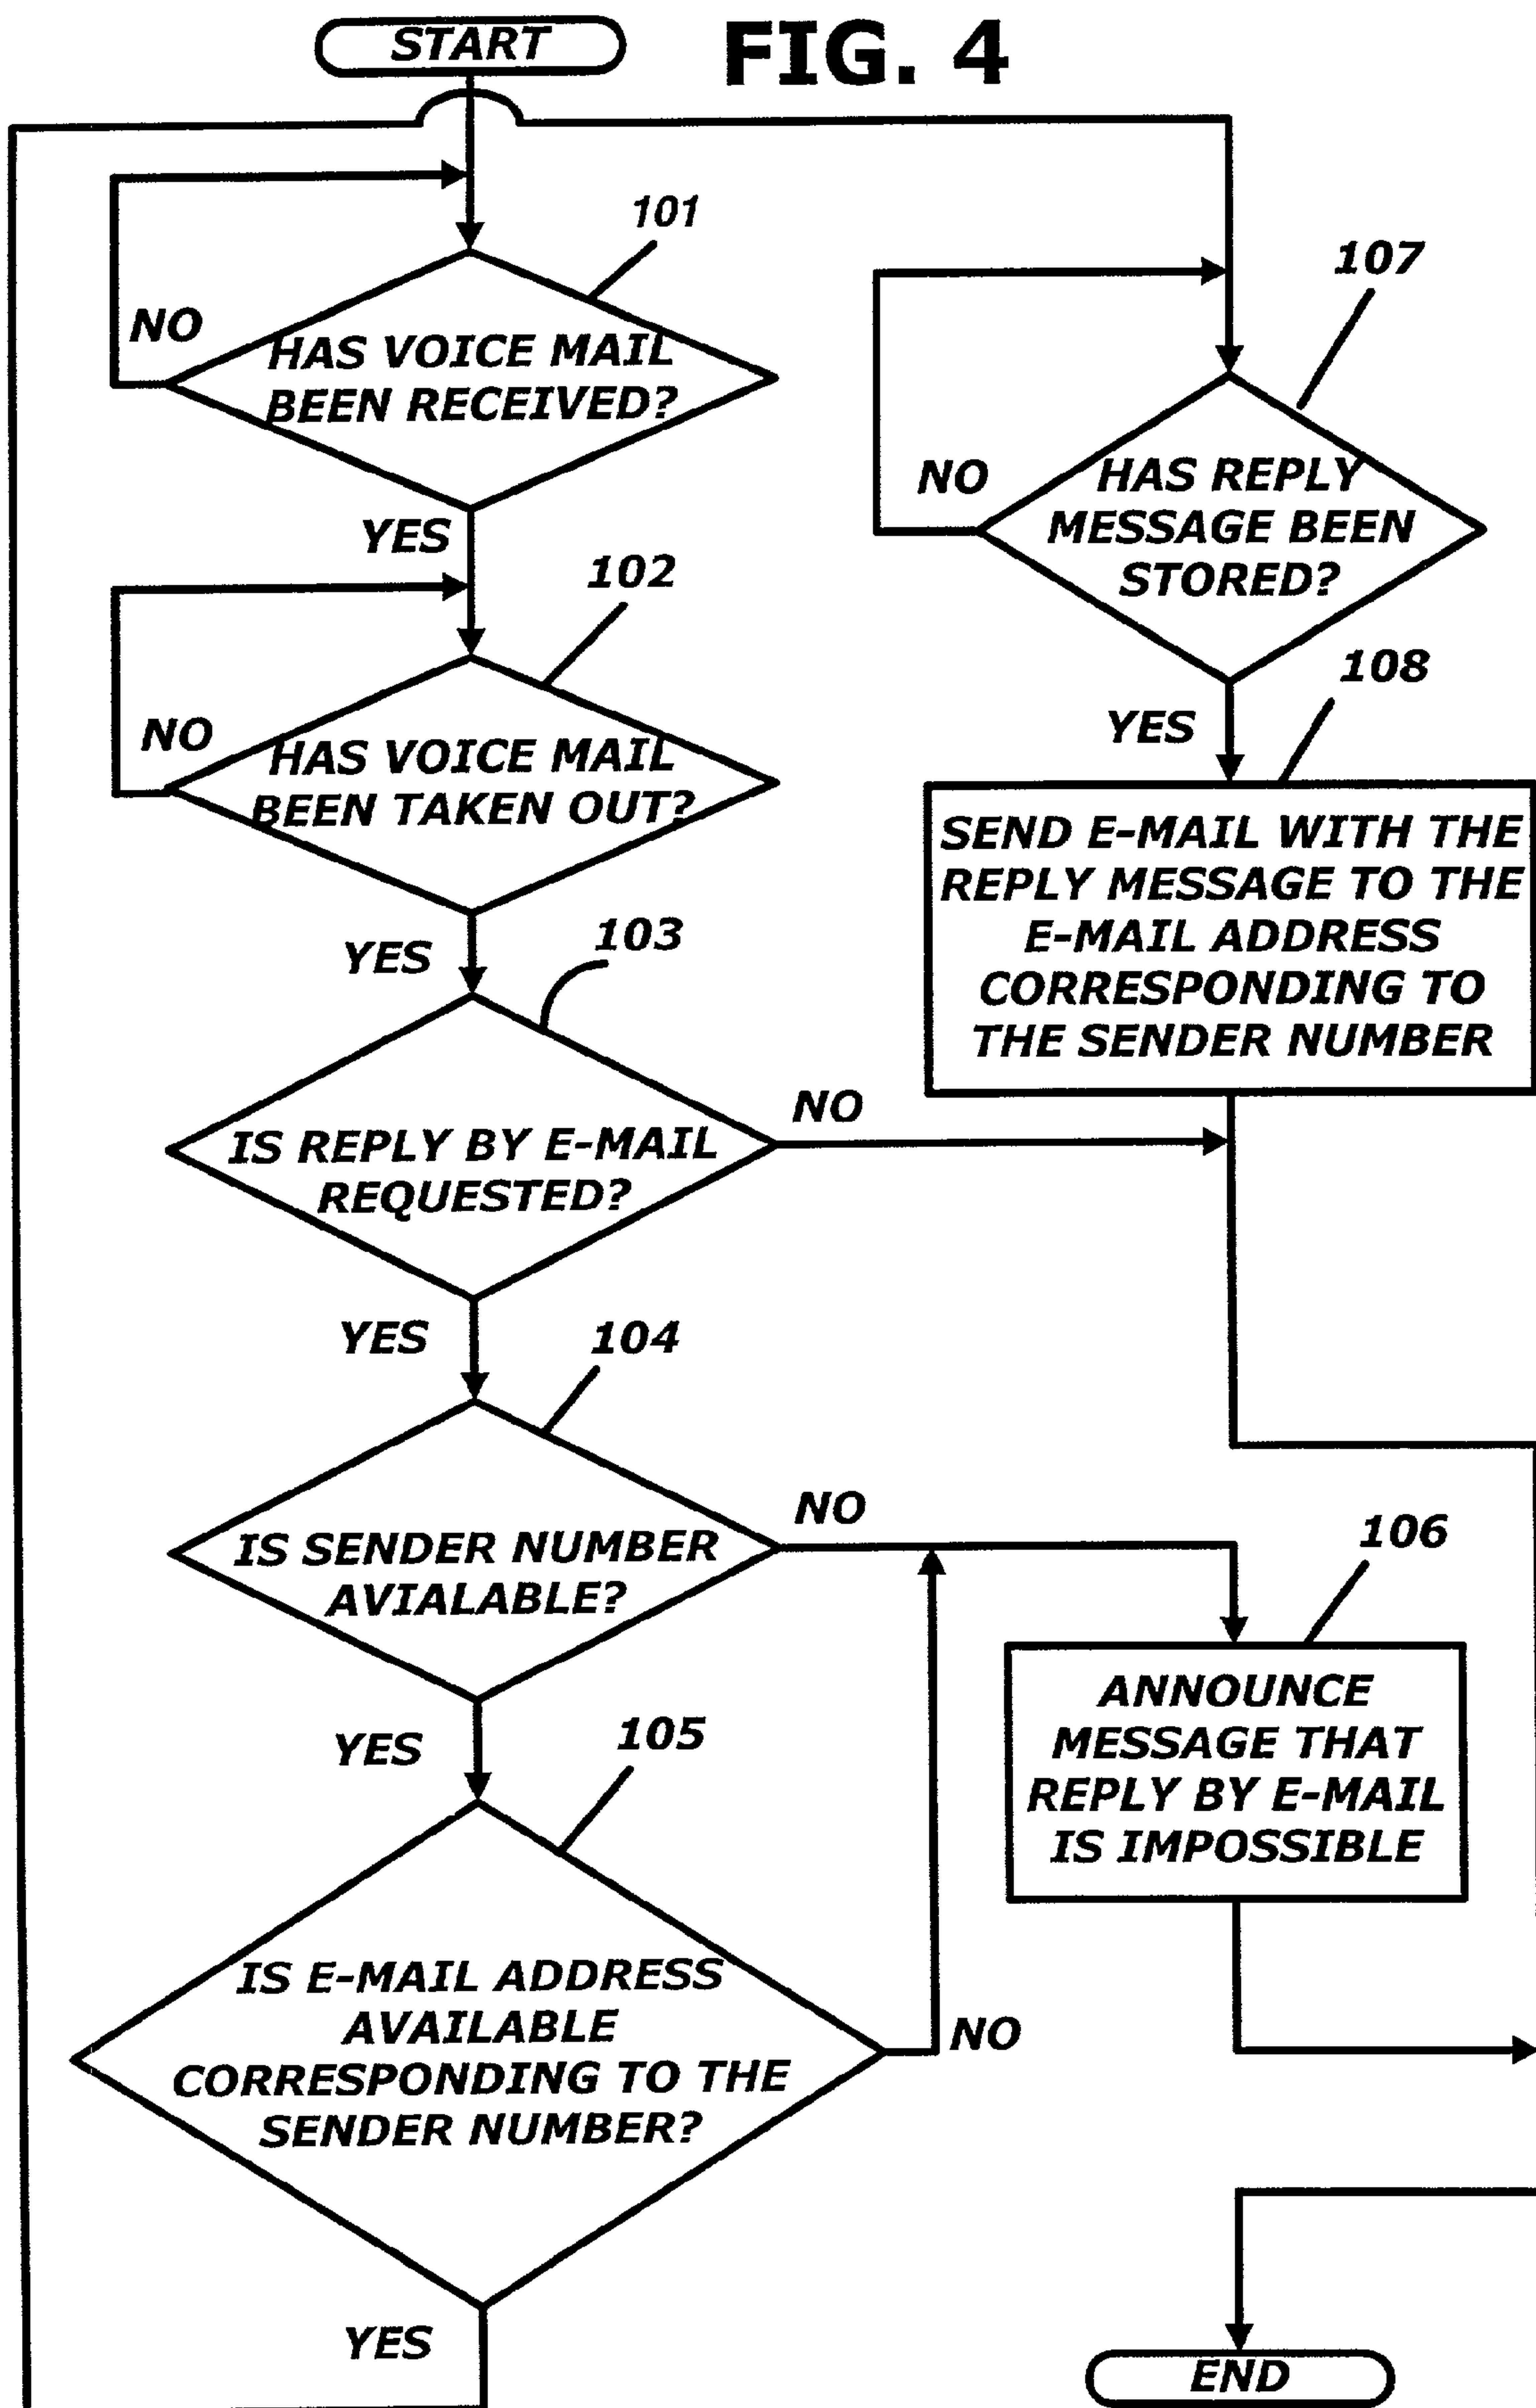 START
FIG. 4
101
NO
HAS VOICE MAIL
BEEN RECEIVED?
YES
102
NO
HAS VOICE MAIL
BEEN TAKEN OUT?
YES
103
IS REPLY BY E-MAIL
REQUESTED?
NO
YES
104
IS SENDER NUMBER
AVIALABLE?
NO
YES
105
IS E-MAIL ADDRESS
AVAILABLE
CORRESPONDING TO THE
SENDER NUMBER?
NO
YES
107
NO
HAS REPLY
MESSAGE BEEN
STORED?
YES
108
SEND E-MAIL WITH THE
REPLY MESSAGE TO THE
E-MAIL ADDRESS
CORRESPONDING TO
THE SENDER NUMBER
106
ANNOUNCE
MESSAGE THAT
REPLY BY E-MAIL
IS IMPOSSIBLE
END